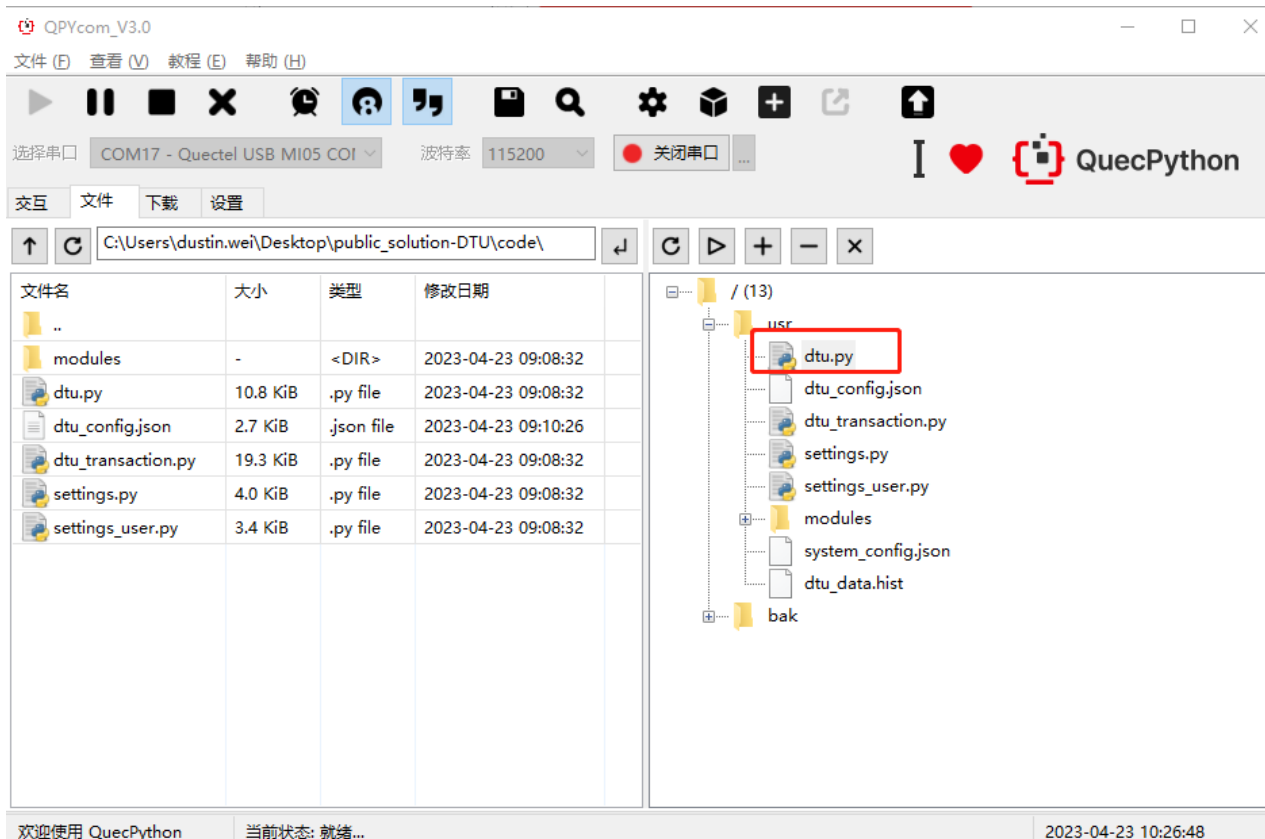 QPYcom_V3.0
文件 (F) 查看 (V) 教程 (E) 帮助 (H)
选择串口 COM17 - Quectel USB MI05 COI 波特率 115200 关闭串口 ... QuecPython
交互 文件 下载 设置
C:\Users\dustin.wei\Desktop\public_solution-DTU\code\
文件名 大小 类型 修改日期
..
modules - <DIR> 2023-04-23 09:08:32
dtu.py 10.8 KiB .py file 2023-04-23 09:08:32
dtu_config.json 2.7 KiB .json file 2023-04-23 09:10:26
dtu_transaction.py 19.3 KiB .py file 2023-04-23 09:08:32
settings.py 4.0 KiB .py file 2023-04-23 09:08:32
settings_user.py 3.4 KiB .py file 2023-04-23 09:08:32
/ (13)
usr
dtu.py
dtu_config.json
dtu_transaction.py
settings.py
settings_user.py
modules
system_config.json
dtu_data.hist
bak
欢迎使用 QuecPython 当前状态: 就绪... 2023-04-23 10:26:48